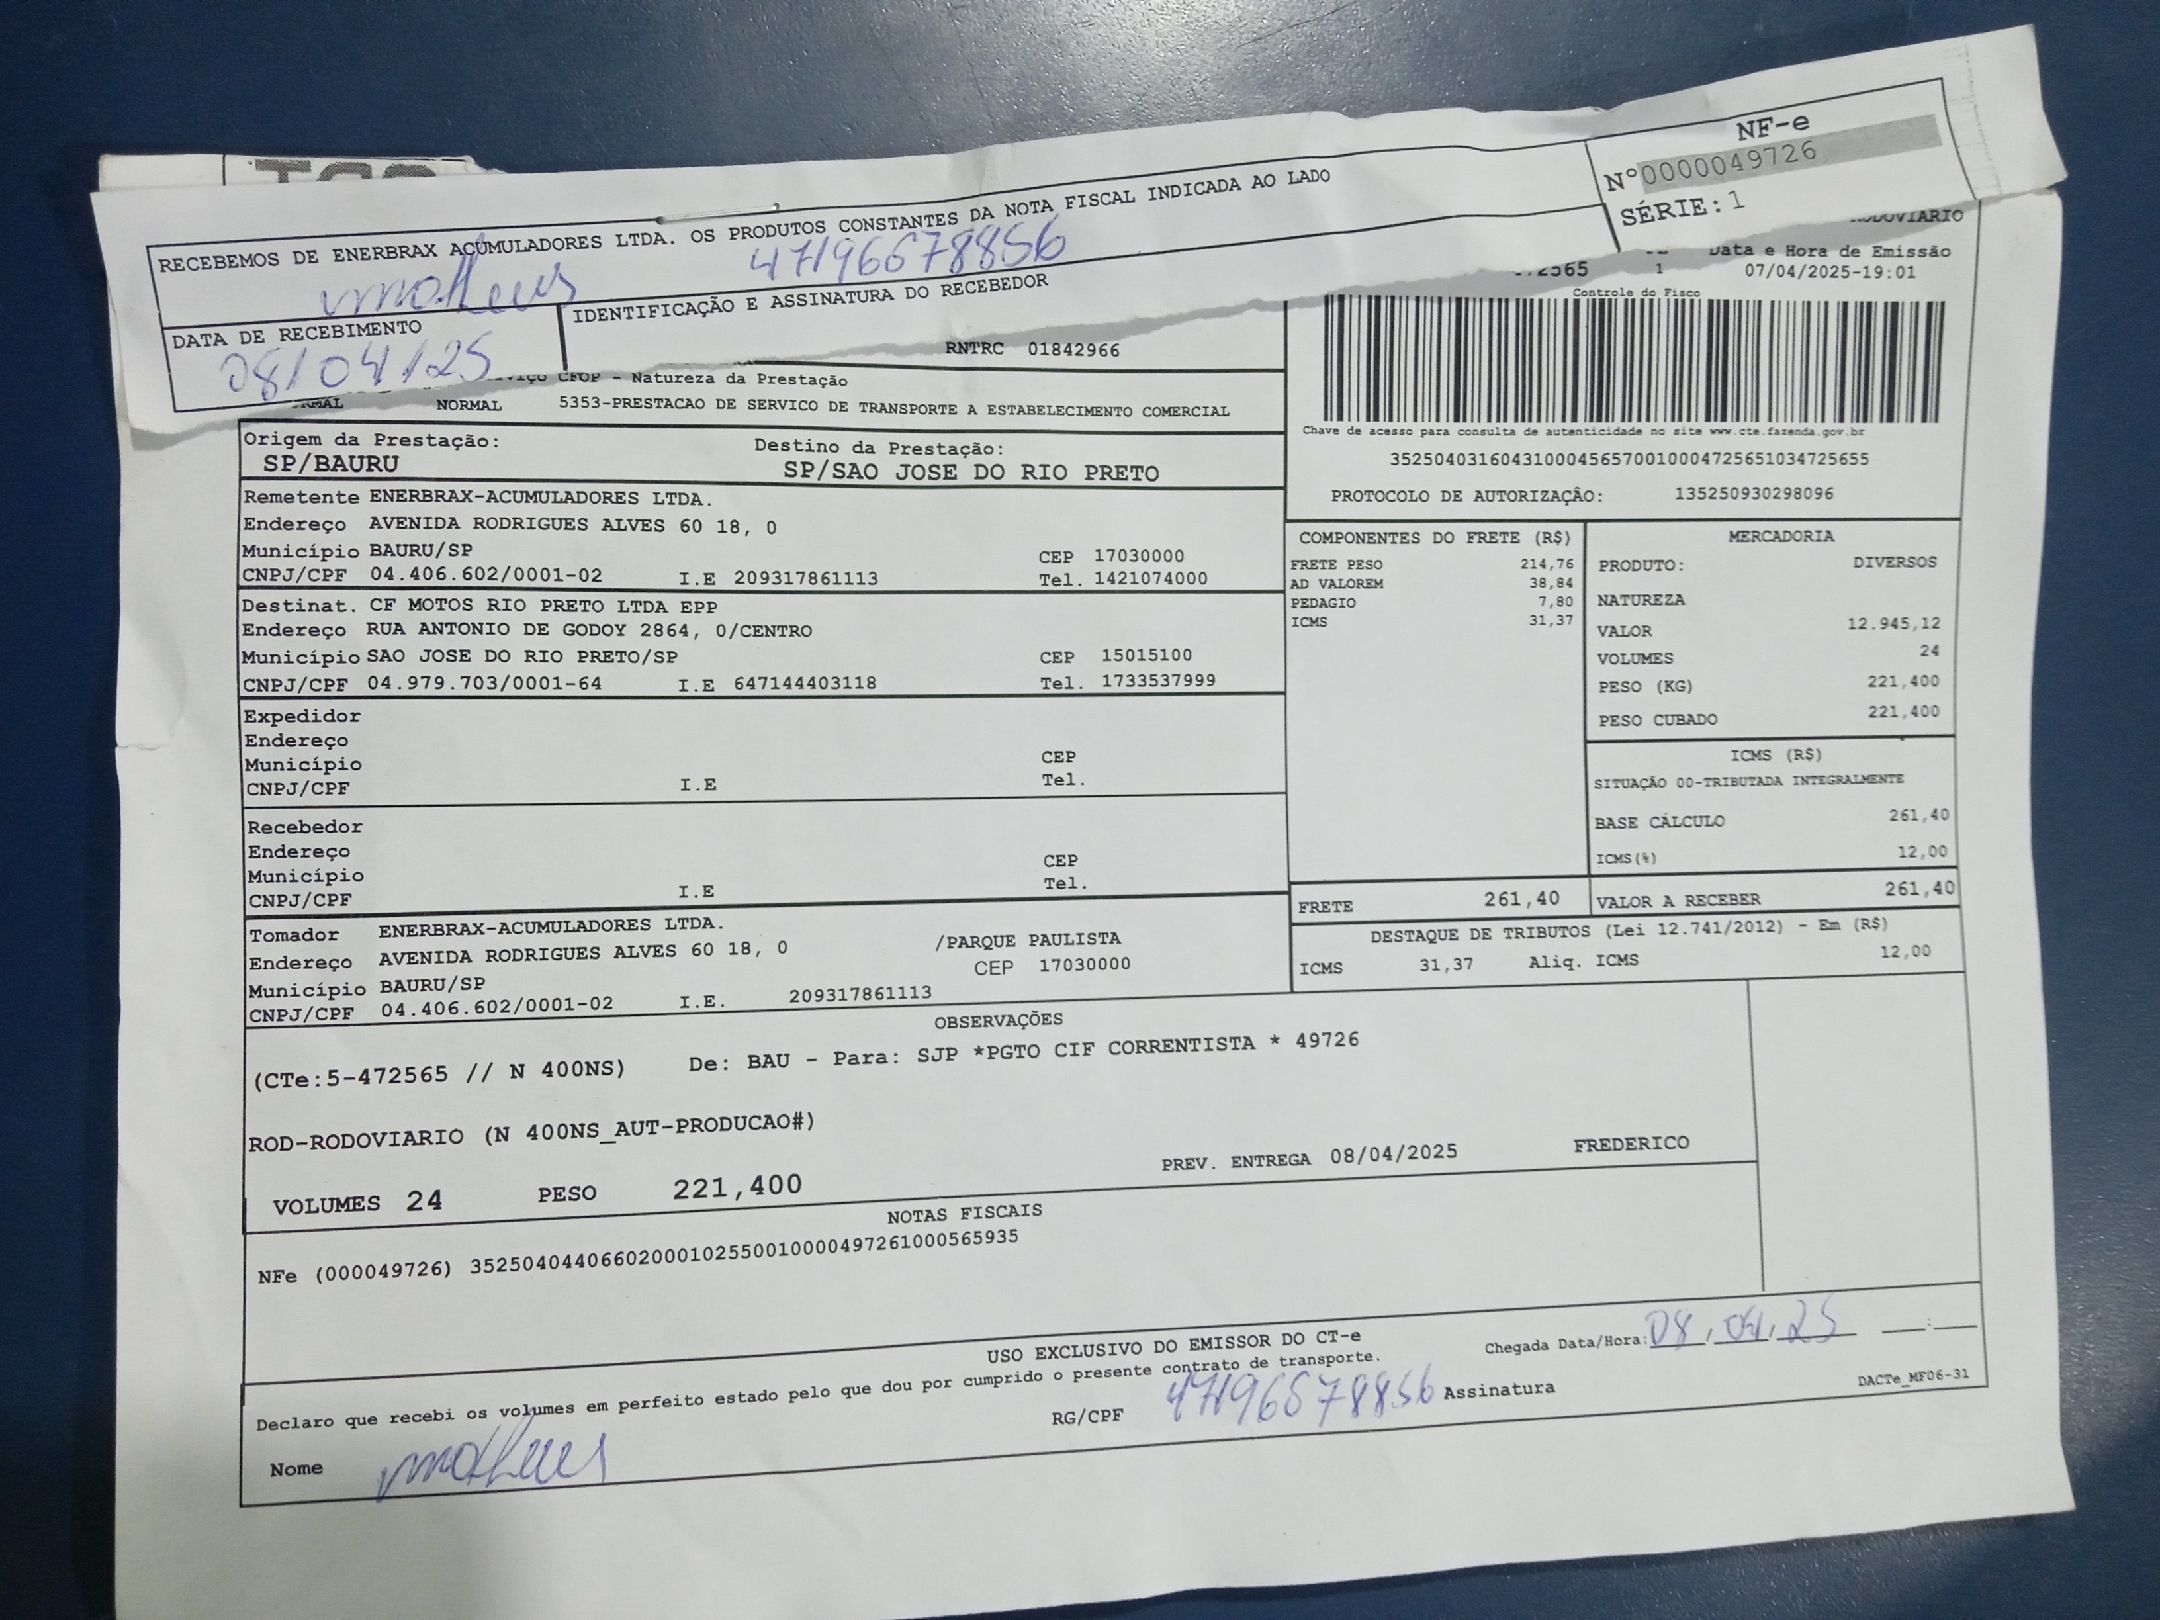 NF-e
Nº0000049726
SÉRIE: 1
RECEBEMOS DE ENERBRAX ACUMULADORES LTDA. OS PRODUTOS CONSTANTES DA NOTA FISCAL INDICADA AO LADO
matheus 47196678856
DATA DE RECEBIMENTO
IDENTIFICAÇÃO E ASSINATURA DO RECEBEDOR
08/04/25
Data e Hora de Emissão
1 07/04/2025-19:01
Controle do Fisco
RNTRC 01842966
CFOP - Natureza da Prestação
NORMAL 5353-PRESTACAO DE SERVICO DE TRANSPORTE A ESTABELECIMENTO COMERCIAL
Chave de acesso para consulta de autenticidade no site www.cte.fazenda.gov.br
35250403160431000456570010004725651034725655
PROTOCOLO DE AUTORIZAÇÂO: 135250930298096
Origem da Prestação: Destino da Prestação:
SP/BAURU SP/SAO JOSE DO RIO PRETO
Remetente ENERBRAX-ACUMULADORES LTDA.
Endereço AVENIDA RODRIGUES ALVES 60 18, 0
Município BAURU/SP CEP 17030000
CNPJ/CPF 04.406.602/0001-02 I.E 209317861113 Tel. 1421074000
Destinat. CF MOTOS RIO PRETO LTDA EPP
Endereço RUA ANTONIO DE GODOY 2864, 0/CENTRO
Município SAO JOSE DO RIO PRETO/SP CEP 15015100
CNPJ/CPF 04.979.703/0001-64 I.E 647144403118 Tel. 1733537999
Expedidor
Endereço
Município CEP
CNPJ/CPF I.E Tel.
Recebedor
Endereço
Município CEP
CNPJ/CPF I.E Tel.
Tomador ENERBRAX-ACUMULADORES LTDA.
Endereço AVENIDA RODRIGUES ALVES 60 18, 0 /PARQUE PAULISTA
Município BAURU/SP CEP 17030000
CNPJ/CPF 04.406.602/0001-02 I.E. 209317861113
COMPONENTES DO FRETE (R$)
FRETE PESO 214,76
AD VALOREM 38,84
PEDAGIO 7,80
ICMS 31,37
MERCADORIA
PRODUTO: DIVERSOS
NATUREZA
VALOR 12.945,12
VOLUMES 24
PESO (KG) 221,400
PESO CUBADO 221,400
ICMS (R$)
SITUAÇÃO 00-TRIBUTADA INTEGRALMENTE
BASE CÁLCULO 261,40
ICMS(%) 12,00
FRETE 261,40 VALOR A RECEBER 261,40
DESTAQUE DE TRIBUTOS (Lei 12.741/2012) - Em (R$)
ICMS 31,37 Aliq. ICMS 12,00
OBSERVAÇÕES
(CTe:5-472565 // N 400NS) De: BAU - Para: SJP *PGTO CIF CORRENTISTA * 49726
ROD-RODOVIARIO (N 400NS_AUT-PRODUCAO#)
PREV. ENTREGA 08/04/2025 FREDERICO
VOLUMES 24 PESO 221,400
NOTAS FISCAIS
NFe (000049726) 35250404406602000102550010000497261000565935
USO EXCLUSIVO DO EMISSOR DO CT-e
Declaro que recebi os volumes em perfeito estado pelo que dou por cumprido o presente contrato de transporte.
Chegada Data/Hora: 08/04/25 __:__
Nome matheus RG/CPF 47196678856 Assinatura
DACTe_MF06-31